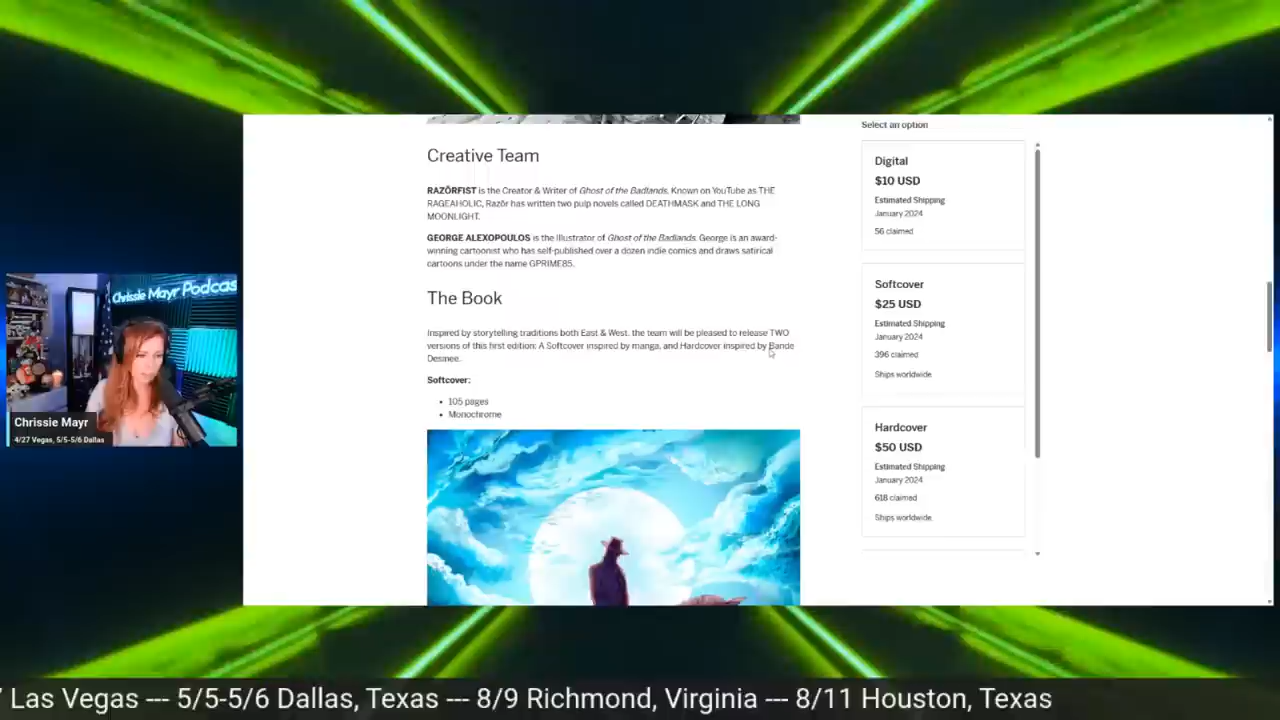 Creative Team
RAZÖRFIST is the Creator & Writer of Ghost of the Badlands. Known on YouTube as THE
RAGEAHOLIC, Razör has written two pulp novels called DEATHMASK and THE LONG
MOONLIGHT.
GEORGE ALEXOPOULOS is the Illustrator of Ghost of the Badlands. George is an award-
winning cartoonist who has self-published over a dozen indie comics and draws satirical
cartoons under the name GPRIME85.
The Book
Inspired by storytelling traditions both East & West, the team will be pleased to release TWO
versions of this first edition: A Softcover inspired by manga, and Hardcover inspired by Bande
Desinee.
Softcover:
105 pages
Monochrome
Select an option
Digital
$10 USD
Estimated Shipping
January 2024
56 claimed
Softcover
$25 USD
Estimated Shipping
January 2024
396 claimed
Ships worldwide
Hardcover
$50 USD
Estimated Shipping
January 2024
618 claimed
Ships worldwide
Chrissie Mayr Podcas
Chrissie Mayr
4/27 Vegas, 5/5-5/6 Dallas
7 Las Vegas --- 5/5-5/6 Dallas, Texas --- 8/9 Richmond, Virginia --- 8/11 Houston, Texas